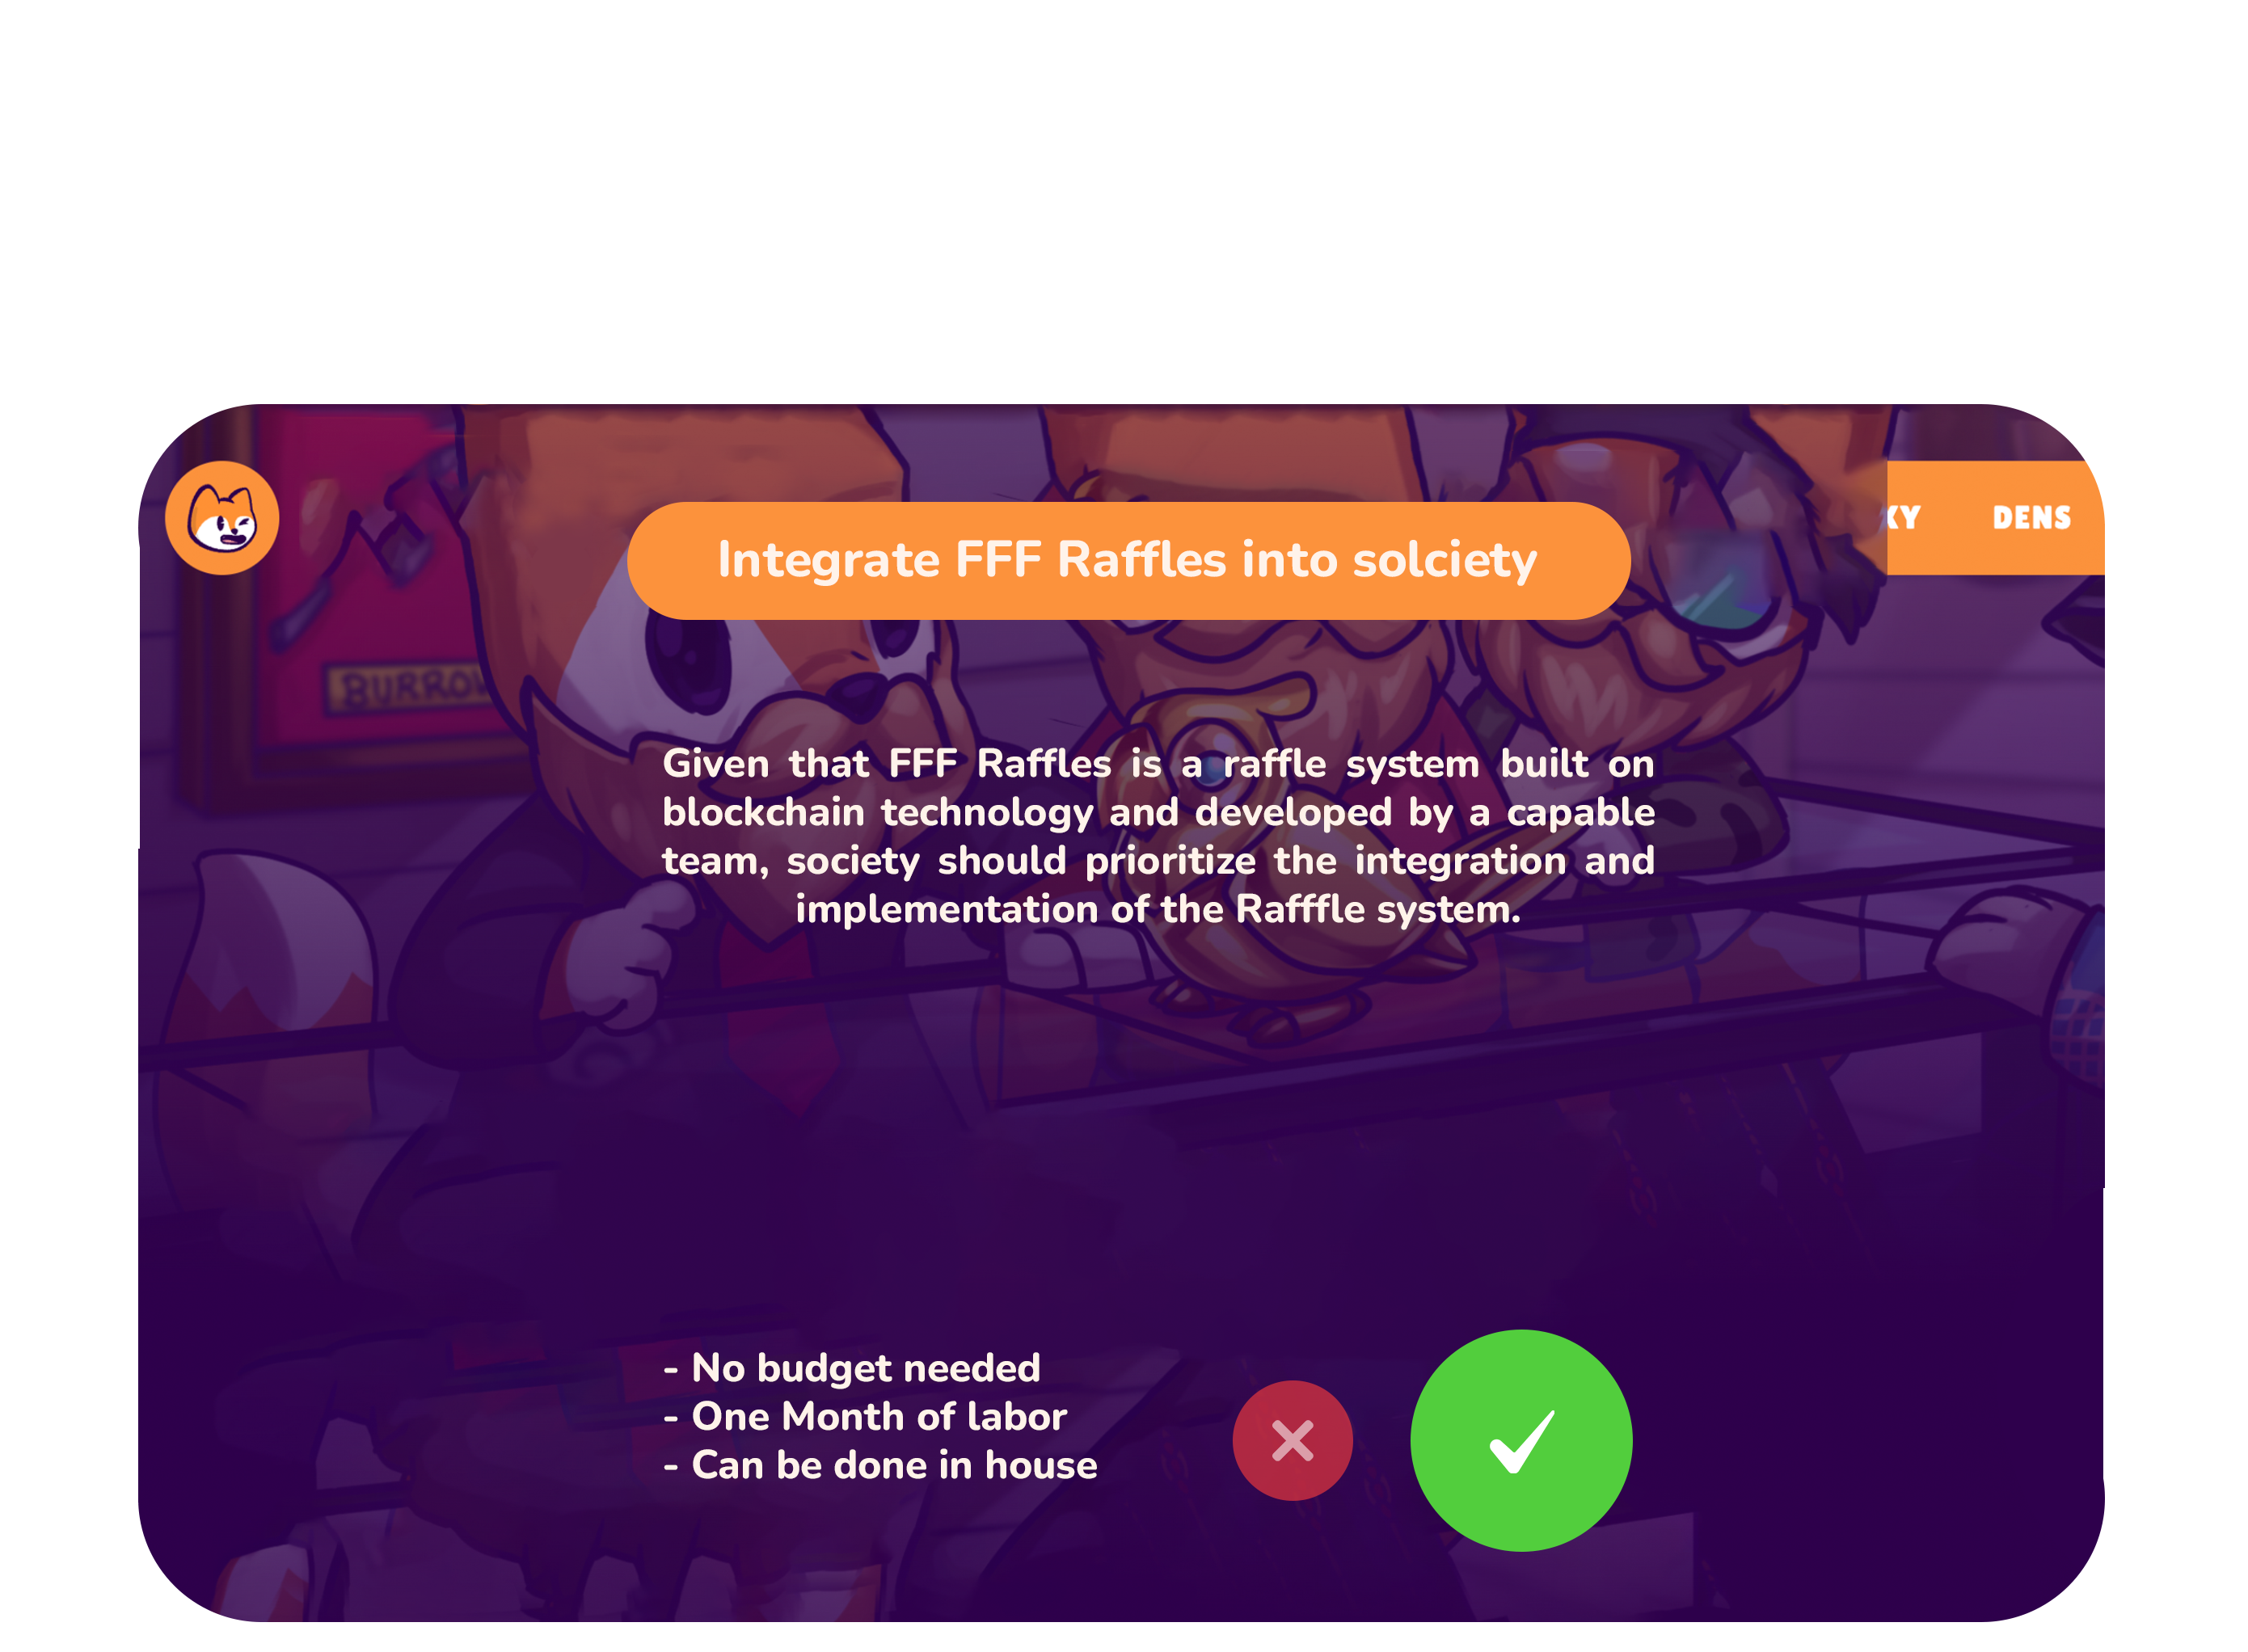 KY DENS
Integrate FFF Raffles into solciety
BURROW
Given that FFF Raffles is a raffle system built on
blockchain technology and developed by a capable
team, society should prioritize the integration and
implementation of the Rafffle system.
- No budget needed
- One Month of labor
- Can be done in house